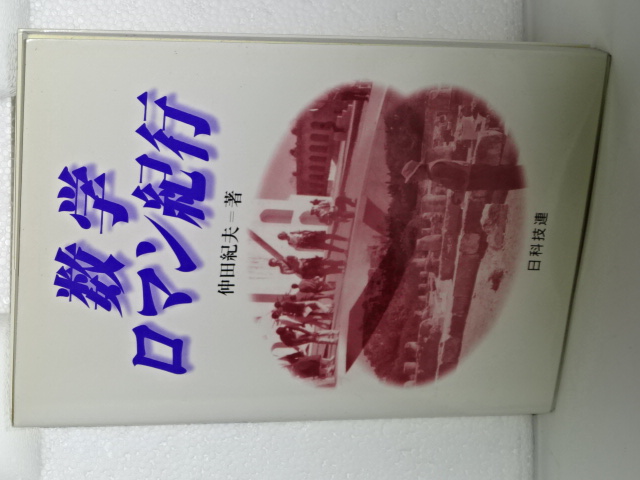 数学
ロマン紀行
仲田紀夫=著
日科技連